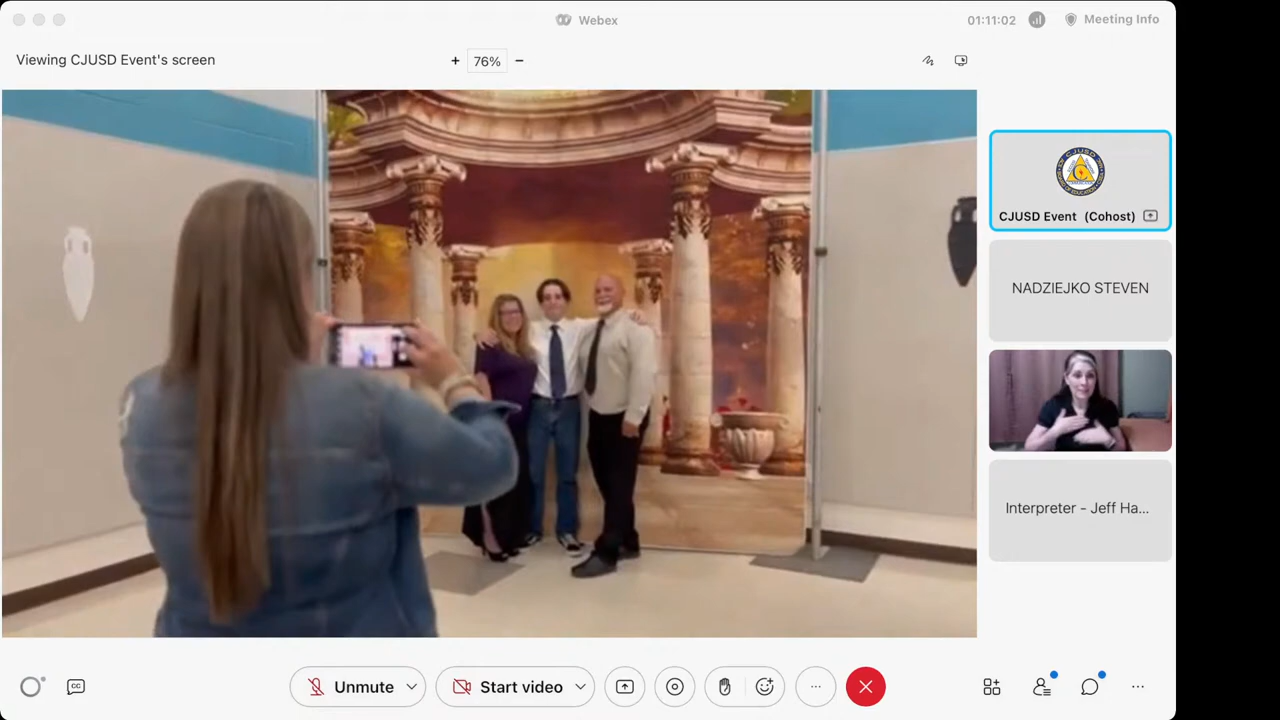 Webex
01:11:02
Meeting Info
Viewing CJUSD Event's screen
+ 76% −
CJUSD Event (Cohost)
NADZIEJKO STEVEN
Interpreter - Jeff Ha...
CC
Unmute
Start video